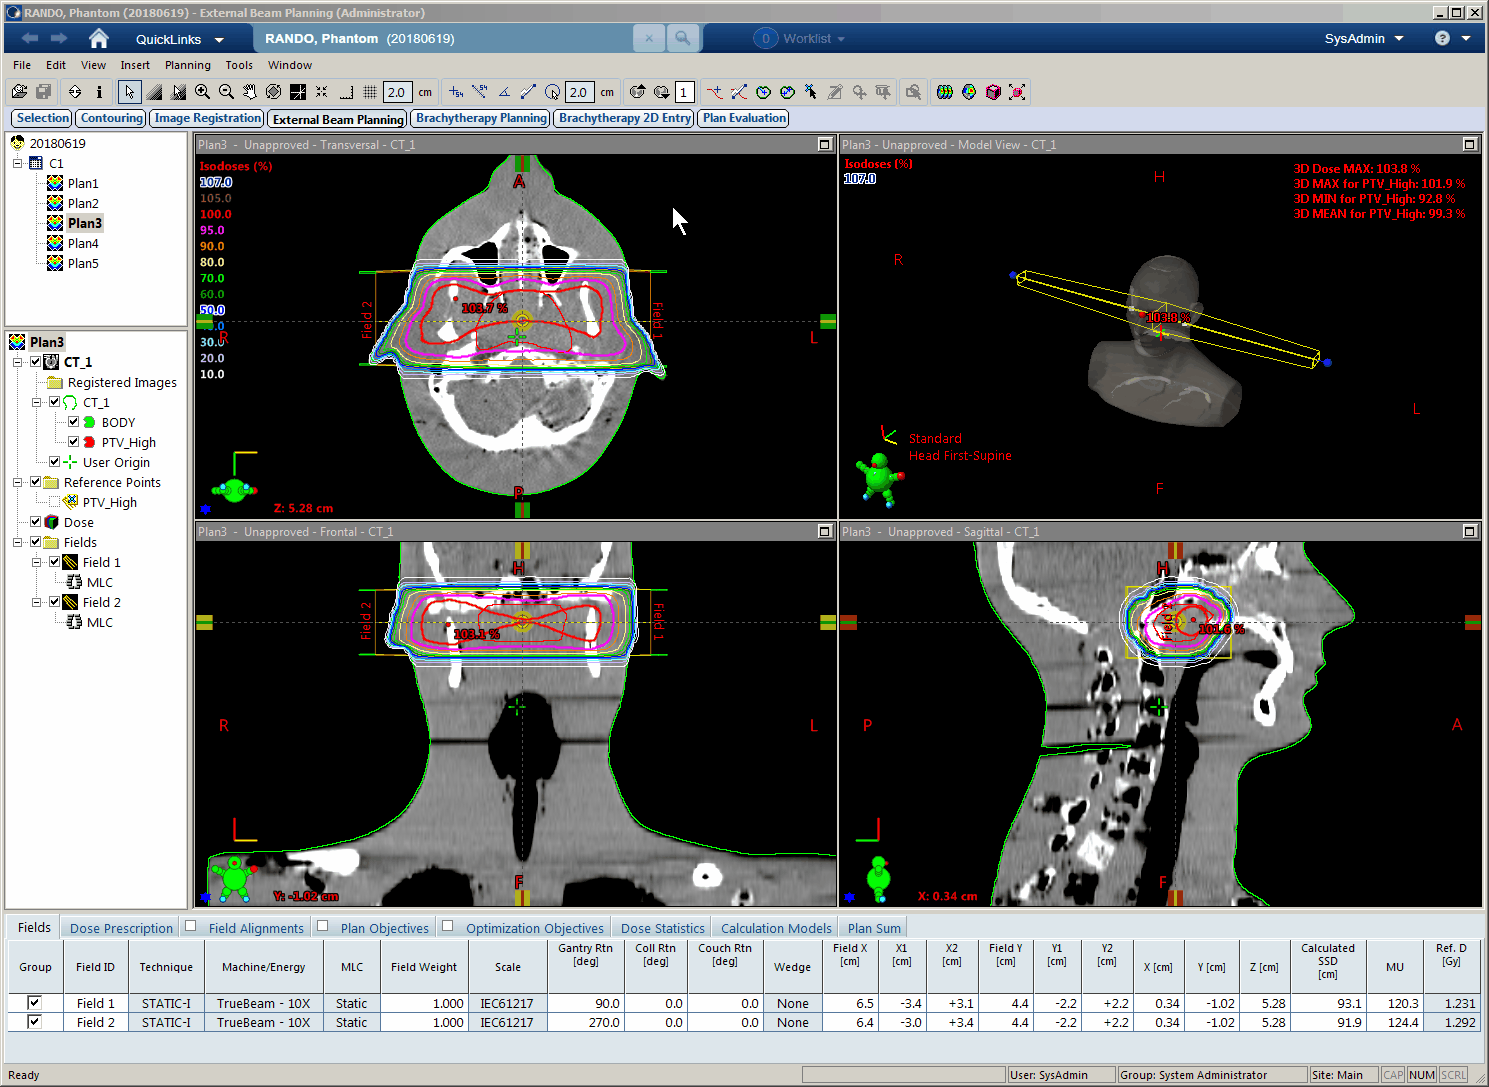 RANDO, Phantom (20180619) - External Beam Planning (Administrator)
QuickLinks
RANDO, Phantom (20180619)
0 Worklist
SysAdmin
?
File Edit View Insert Planning Tools Window
2.0 cm
2.0 cm
1
Selection Contouring Image Registration External Beam Planning Brachytherapy Planning Brachytherapy 2D Entry Plan Evaluation
20180619
C1
Plan1
Plan2
Plan3
Plan4
Plan5
Plan3
CT_1
Registered Images
CT_1
BODY
PTV_High
User Origin
Reference Points
PTV_High
Dose
Fields
Field 1
MLC
Field 2
MLC
Plan3 - Unapproved - Transversal - CT_1
Isodoses (%)
107.0
105.0
100.0
95.0
90.0
80.0
70.0
60.0
50.0
30.0
20.0
10.0
A
R
L
P
Field 2
Field 1
103.7 %
Z: 5.28 cm
Plan3 - Unapproved - Model View - CT_1
Isodoses (%)
107.0
3D Dose MAX: 103.8 %
3D MAX for PTV_High: 101.9 %
3D MIN for PTV_High: 92.8 %
3D MEAN for PTV_High: 99.3 %
H
R
L
F
103.8 %
Standard
Head First-Supine
Plan3 - Unapproved - Frontal - CT_1
H
Field 2
Field 1
103.1 %
R
L
F
Y: -1.02 cm
Plan3 - Unapproved - Sagittal - CT_1
H
Field
101.6 %
P
A
F
X: 0.34 cm
Fields Dose Prescription Field Alignments Plan Objectives Optimization Objectives Dose Statistics Calculation Models Plan Sum
Group Field ID Technique Machine/Energy MLC Field Weight Scale Gantry Rtn [deg] Coll Rtn [deg] Couch Rtn [deg] Wedge Field X [cm] X1 [cm] X2 [cm] Field Y [cm] Y1 [cm] Y2 [cm] X [cm] Y [cm] Z [cm] Calculated SSD [cm] MU Ref. D [Gy]
Field 1 STATIC-I TrueBeam - 10X Static 1.000 IEC61217 90.0 0.0 0.0 None 6.5 -3.4 +3.1 4.4 -2.2 +2.2 0.34 -1.02 5.28 93.1 120.3 1.231
Field 2 STATIC-I TrueBeam - 10X Static 1.000 IEC61217 270.0 0.0 0.0 None 6.4 -3.0 +3.4 4.4 -2.2 +2.2 0.34 -1.02 5.28 91.9 124.4 1.292
Ready
User: SysAdmin
Group: System Administrator
Site: Main
CAP NUM SCRL